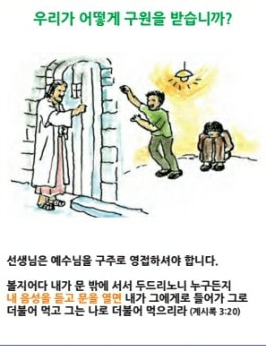 우리가 어떻게 구원을 받습니까?
선생님은 예수님을 구주로 영접하셔야 합니다.
볼지어다 내가 문 밖에 서서 두드리노니 누구든지
내 음성을 듣고 문을 열면 내가 그에게로 들어가 그로
더불어 먹고 그는 나로 더불어 먹으리라 (계시록 3:20)